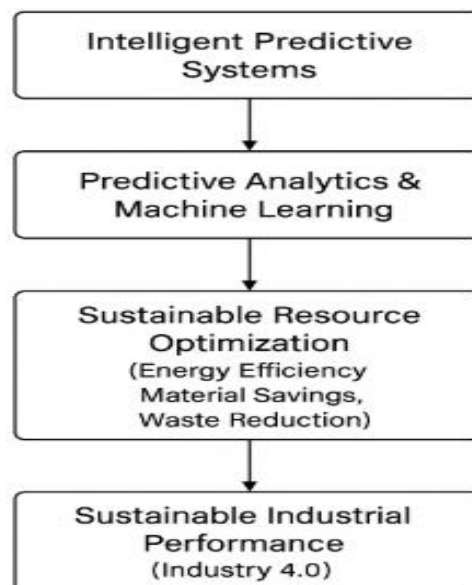 Intelligent Predictive
Systems
Predictive Analytics &
Machine Learning
Sustainable Resource
Optimization
(Energy Efficiency
Material Savings,
Waste Reduction)
Sustainable Industrial
Performance
(Industry 4.0)